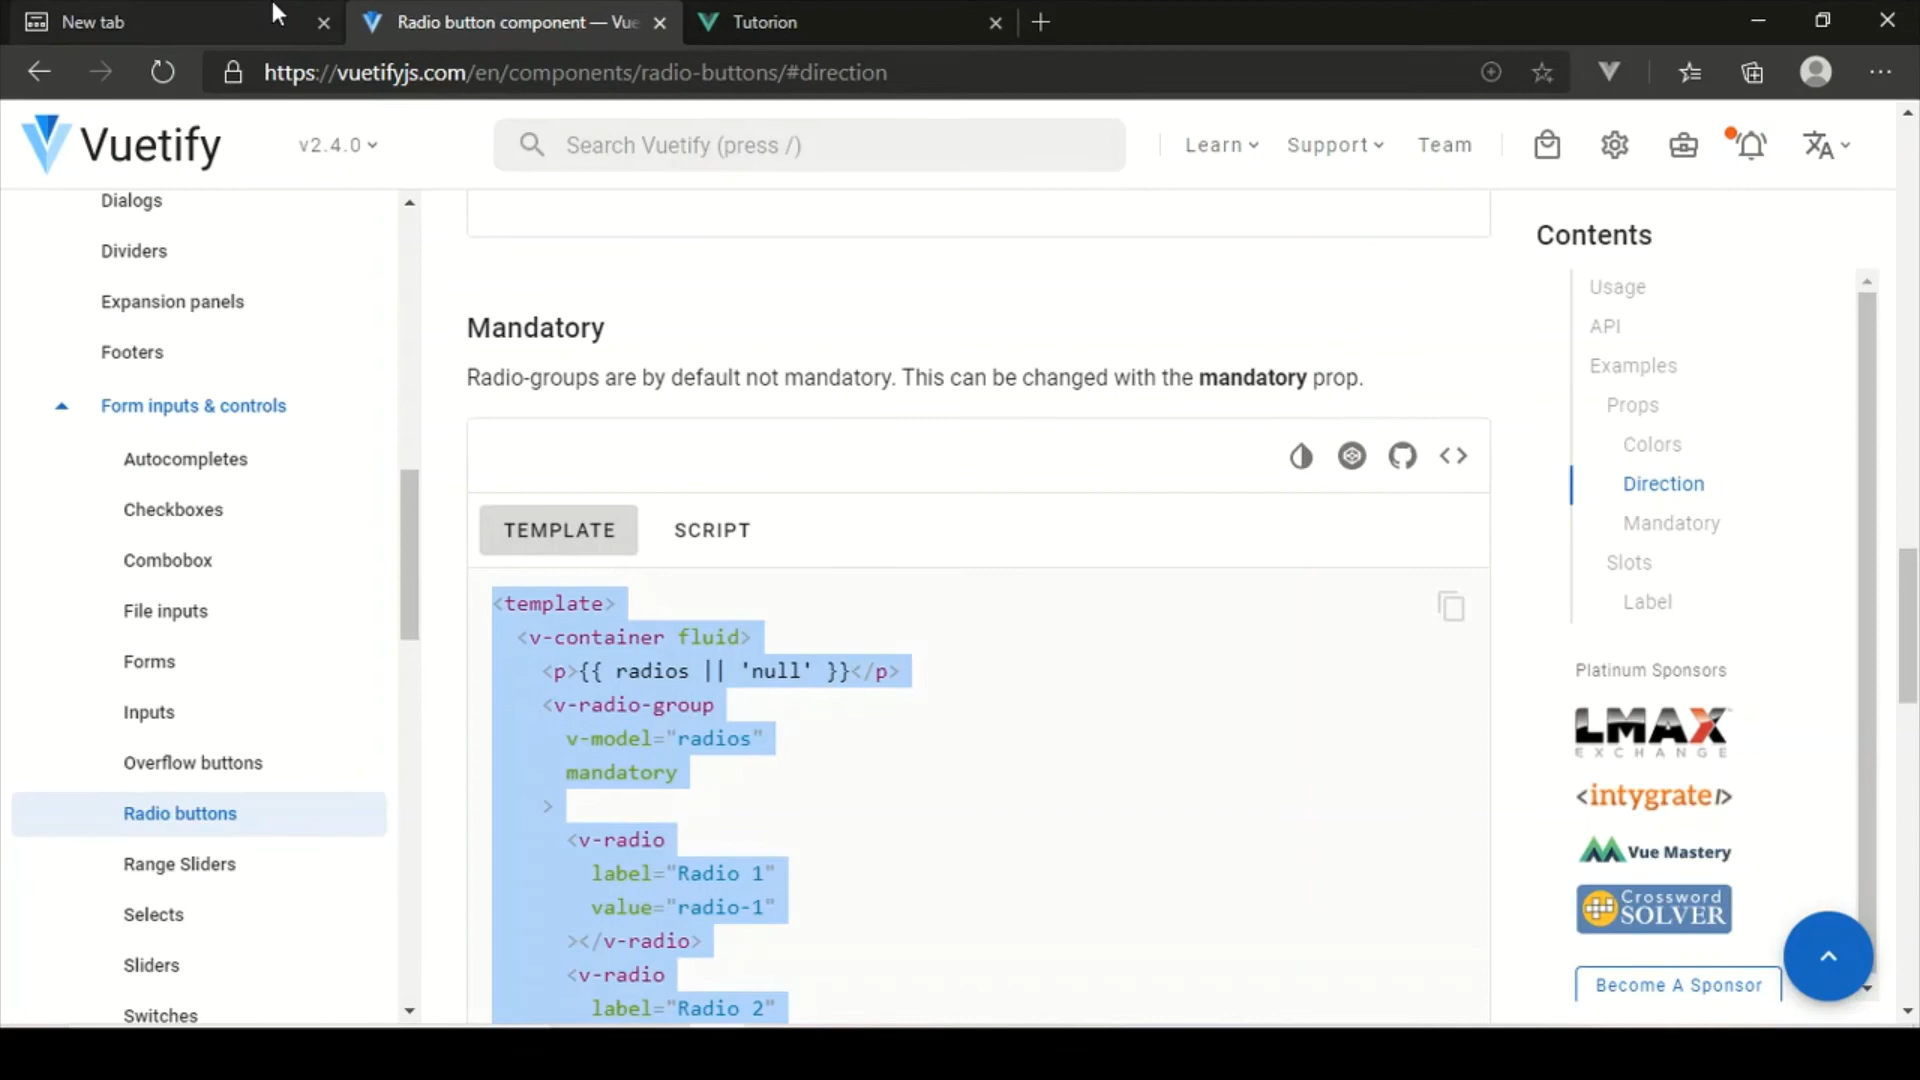 New tab
Radio button component — Vue
Tutorion
https://vuetifyjs.com/en/components/radio-buttons/#direction
Vuetify
v2.4.0
Search Vuetify (press /)
Learn
Support
Team
Dialogs
Dividers
Expansion panels
Footers
Form inputs & controls
Autocompletes
Checkboxes
Combobox
File inputs
Forms
Inputs
Overflow buttons
Radio buttons
Range Sliders
Selects
Sliders
Switches
Mandatory
Radio-groups are by default not mandatory. This can be changed with the mandatory prop.
TEMPLATE SCRIPT
<template>
<v-container fluid>
<p>{{ radios || 'null' }}</p>
<v-radio-group
v-model="radios"
mandatory
>
<v-radio
label="Radio 1"
value="radio-1"
></v-radio>
<v-radio
label="Radio 2"
Contents
Usage
API
Examples
Props
Colors
Direction
Mandatory
Slots
Label
Platinum Sponsors
LMAX
EXCHANGE
<intygrate/>
Vue Mastery
Crossword
SOLVER
Become A Sponsor